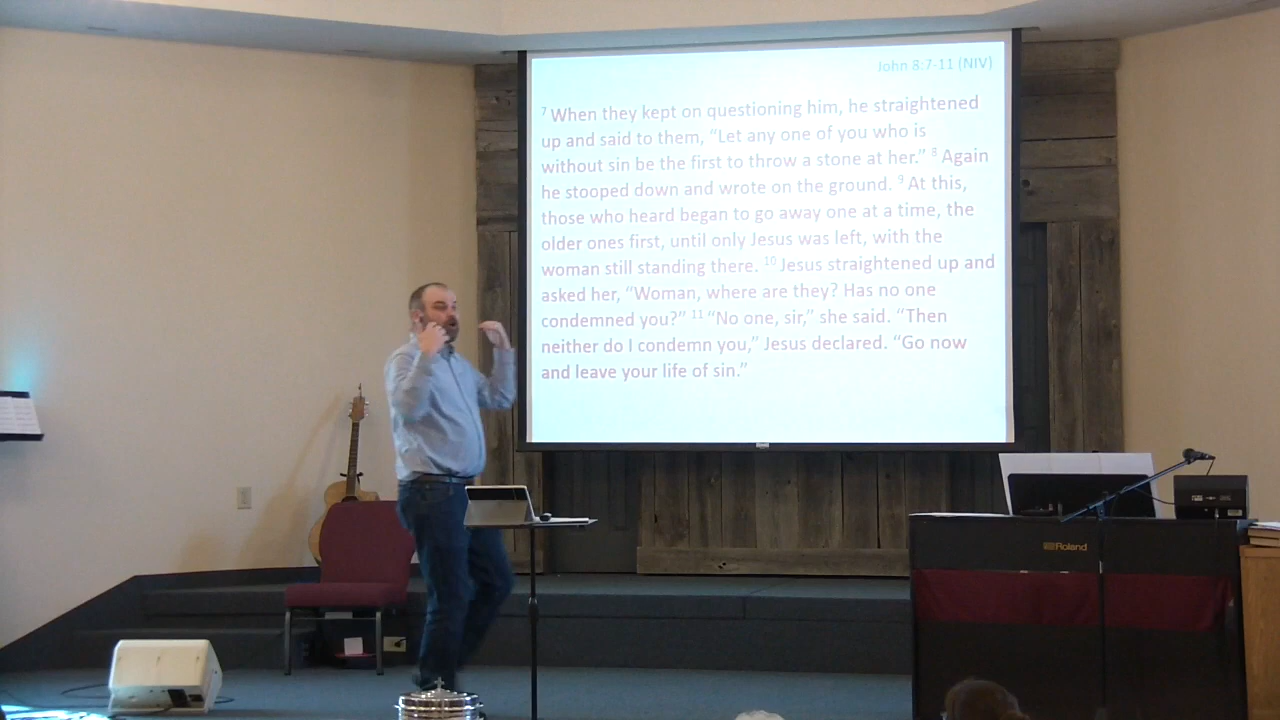 John 8:7-11 (NIV)
7 When they kept on questioning him, he straightened
up and said to them, “Let any one of you who is
without sin be the first to throw a stone at her.” 8 Again
he stooped down and wrote on the ground. 9 At this,
those who heard began to go away one at a time, the
older ones first, until only Jesus was left, with the
woman still standing there. 10 Jesus straightened up and
asked her, “Woman, where are they? Has no one
condemned you?” 11 “No one, sir,” she said. “Then
neither do I condemn you,” Jesus declared. “Go now
and leave your life of sin.”
Roland